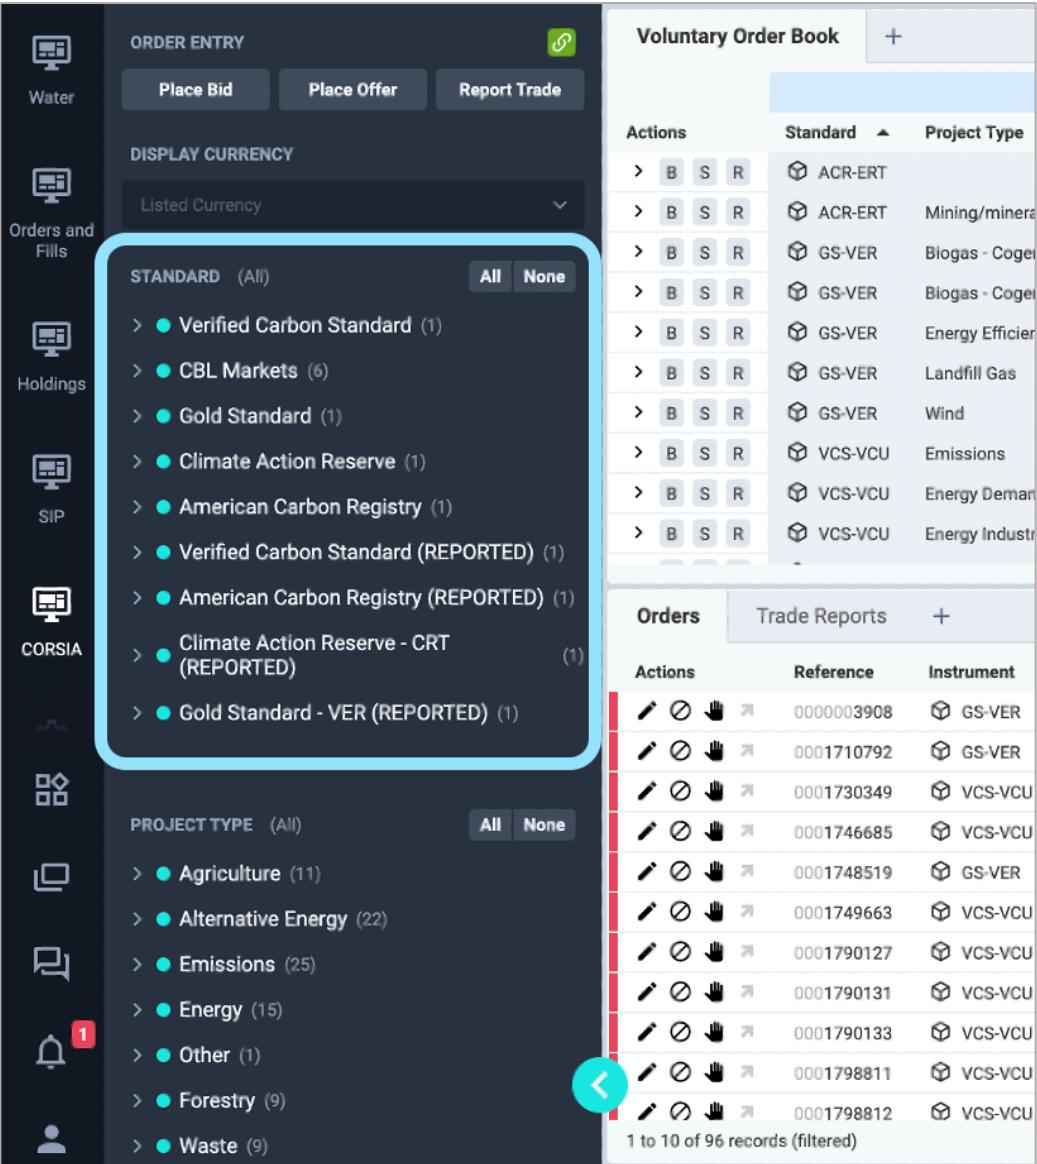 Water
Orders and
Fills
Holdings
SIP
CORSIA
1
ORDER ENTRY
Place Bid Place Offer Report Trade
DISPLAY CURRENCY
Listed Currency
STANDARD (All) All None
Verified Carbon Standard (1)
CBL Markets (6)
Gold Standard (1)
Climate Action Reserve (1)
American Carbon Registry (1)
Verified Carbon Standard (REPORTED) (1)
American Carbon Registry (REPORTED) (1)
Climate Action Reserve - CRT
(REPORTED) (1)
Gold Standard - VER (REPORTED) (1)
PROJECT TYPE (All) All None
Agriculture (11)
Alternative Energy (22)
Emissions (25)
Energy (15)
Other (1)
Forestry (9)
Waste (9)
Voluntary Order Book +
Actions Standard Project Type
B S R ACR-ERT
B S R ACR-ERT Mining/minera
B S R GS-VER Biogas - Coge
B S R GS-VER Biogas - Coge
B S R GS-VER Energy Efficie
B S R GS-VER Landfill Gas
B S R GS-VER Wind
B S R VCS-VCU Emissions
B S R VCS-VCU Energy Deman
B S R VCS-VCU Energy Industr
Orders Trade Reports +
Actions Reference Instrument
0000003908 GS-VER
0001710792 GS-VER
0001730349 VCS-VCU
0001746685 VCS-VCU
0001748519 GS-VER
0001749663 VCS-VCU
0001790127 VCS-VCU
0001790131 VCS-VCU
0001790133 VCS-VCU
0001798811 VCS-VCU
0001798812 VCS-VCU
1 to 10 of 96 records (filtered)